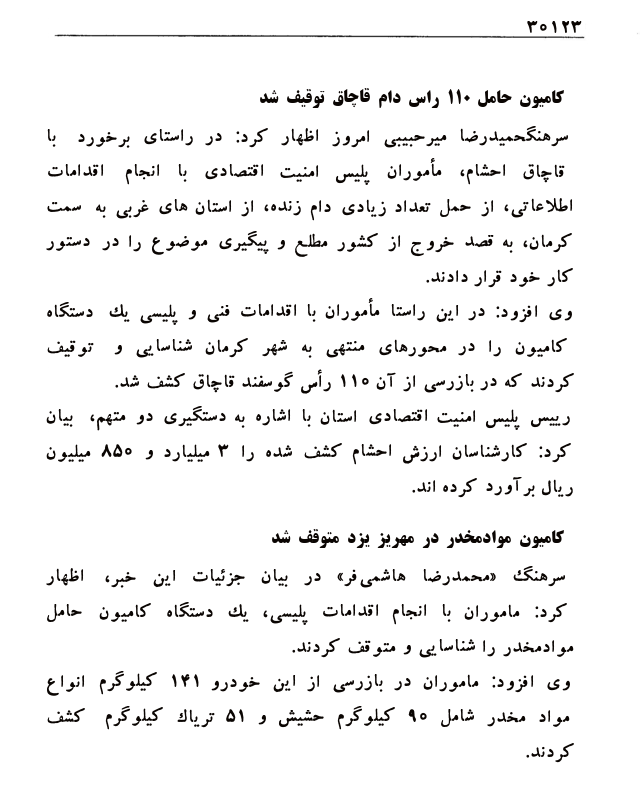 ۳۰۱۲۳
کامیون حامل ۱۱۰ راس دام قاچاق توقیف شد
سرهنگحمیدرضا میرحبیبی امروز اظهار کرد: در راستای برخورد با
قاچاق احشام، مأموران پلیس امنیت اقتصادی با انجام اقدامات
اطلاعاتی، از حمل تعداد زیادی دام زنده، از استان های غربی به سمت
کرمان، به قصد خروج از کشور مطلع و پیگیری موضوع را در دستور
کار خود قرار دادند.
وی افزود: در این راستا مأموران با اقدامات فنی و پلیسی یك دستگاه
کامیون را در محورهای منتهی به شهر کرمان شناسایی و توقیف
کردند که در بازرسی از آن ۱۱۰ رأس گوسفند قاچاق کشف شد.
رییس پلیس امنیت اقتصادی استان با اشاره به دستگیری دو متهم، بیان
کرد: کارشناسان ارزش احشام کشف شده را ۳ میلیارد و ۸۵۰ میلیون
ریال برآورد کرده اند.
کامیون موادمخدر در مهریز یزد متوقف شد
سرهنگ «محمدرضا هاشمی‌فر» در بیان جزئیات این خبر، اظهار
کرد: ماموران با انجام اقدامات پلیسی، یك دستگاه کامیون حامل
موادمخدر را شناسایی و متوقف کردند.
وی افزود: ماموران در بازرسی از این خودرو ۱۴۱ کیلوگرم انواع
مواد مخدر شامل ۹۰ کیلوگرم حشیش و ۵۱ تریاك کیلوگرم کشف
کردند.